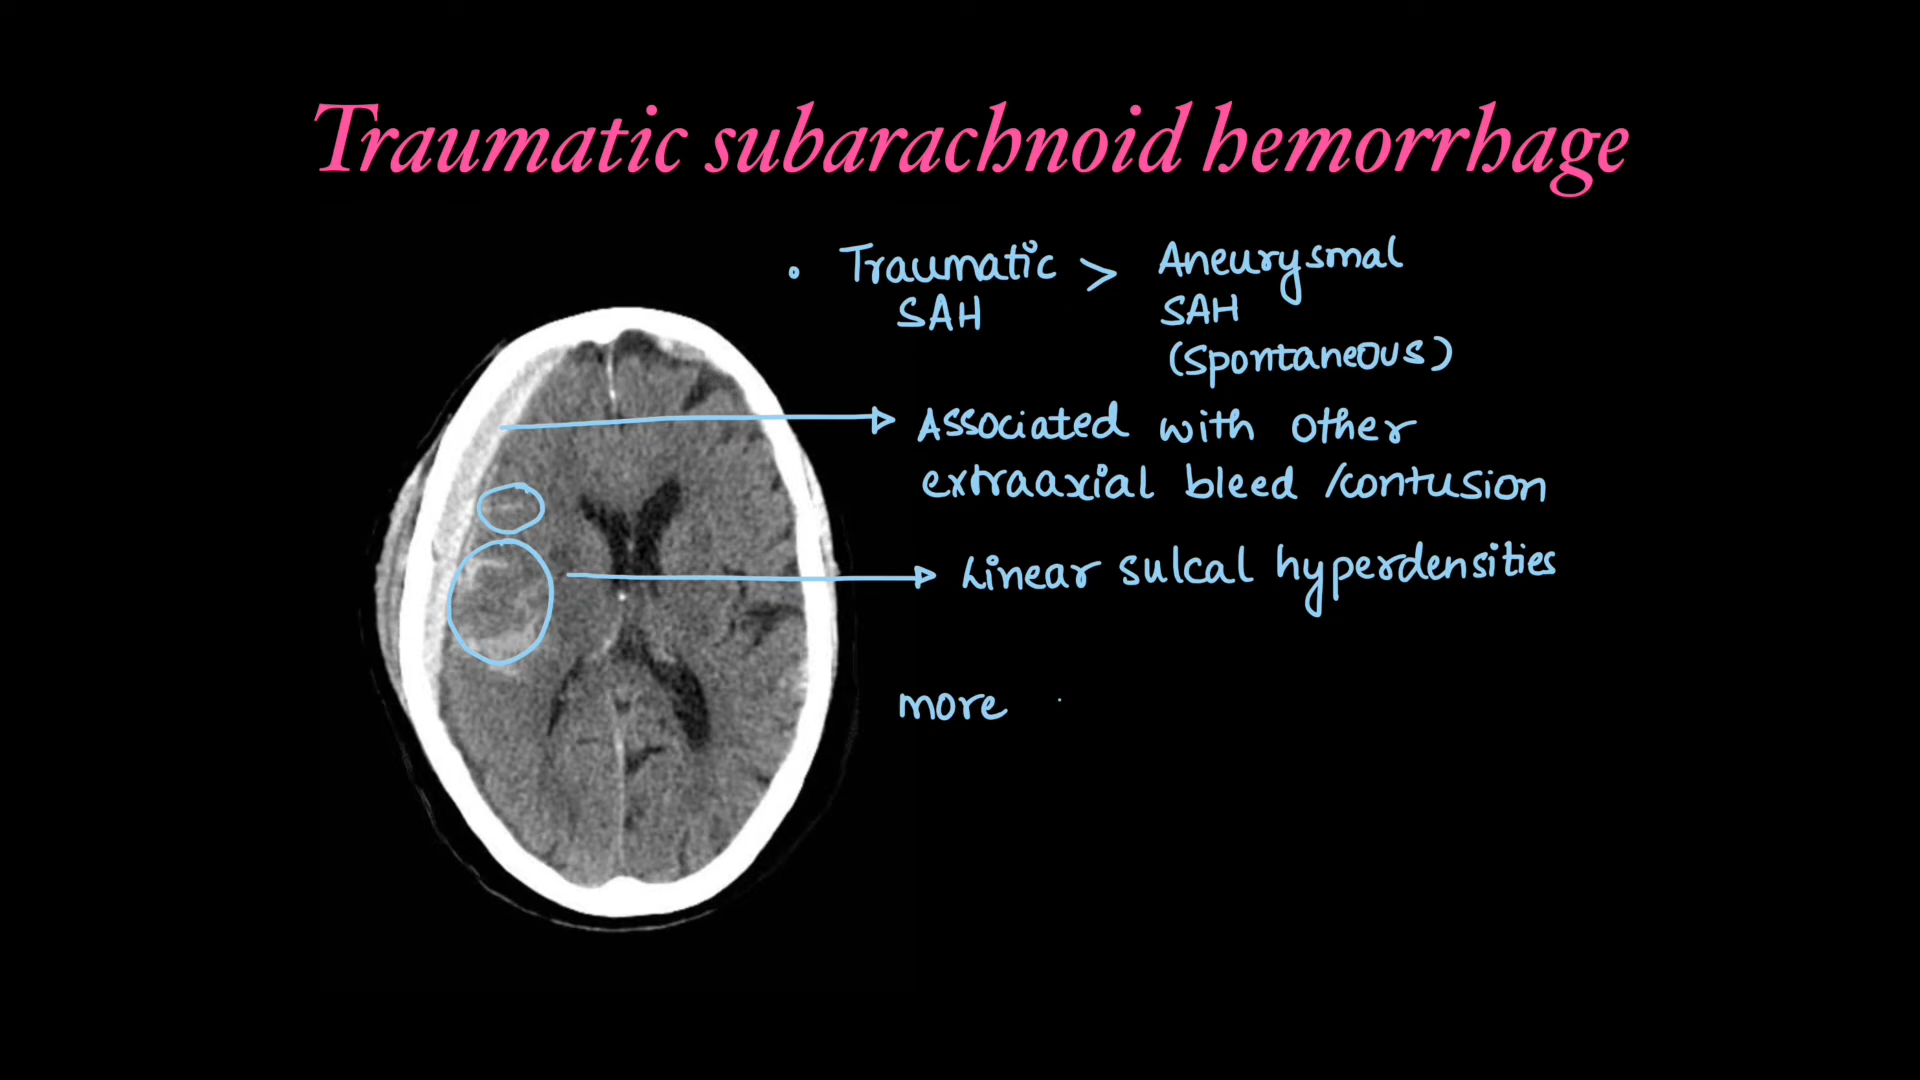 Traumatic subarachnoid hemorrhage
• Traumatic > Aneurysmal
SAH SAH
(Spontaneous)
Associated with other
extraaxial bleed /contusion
Linear sulcal hyperdensities
more